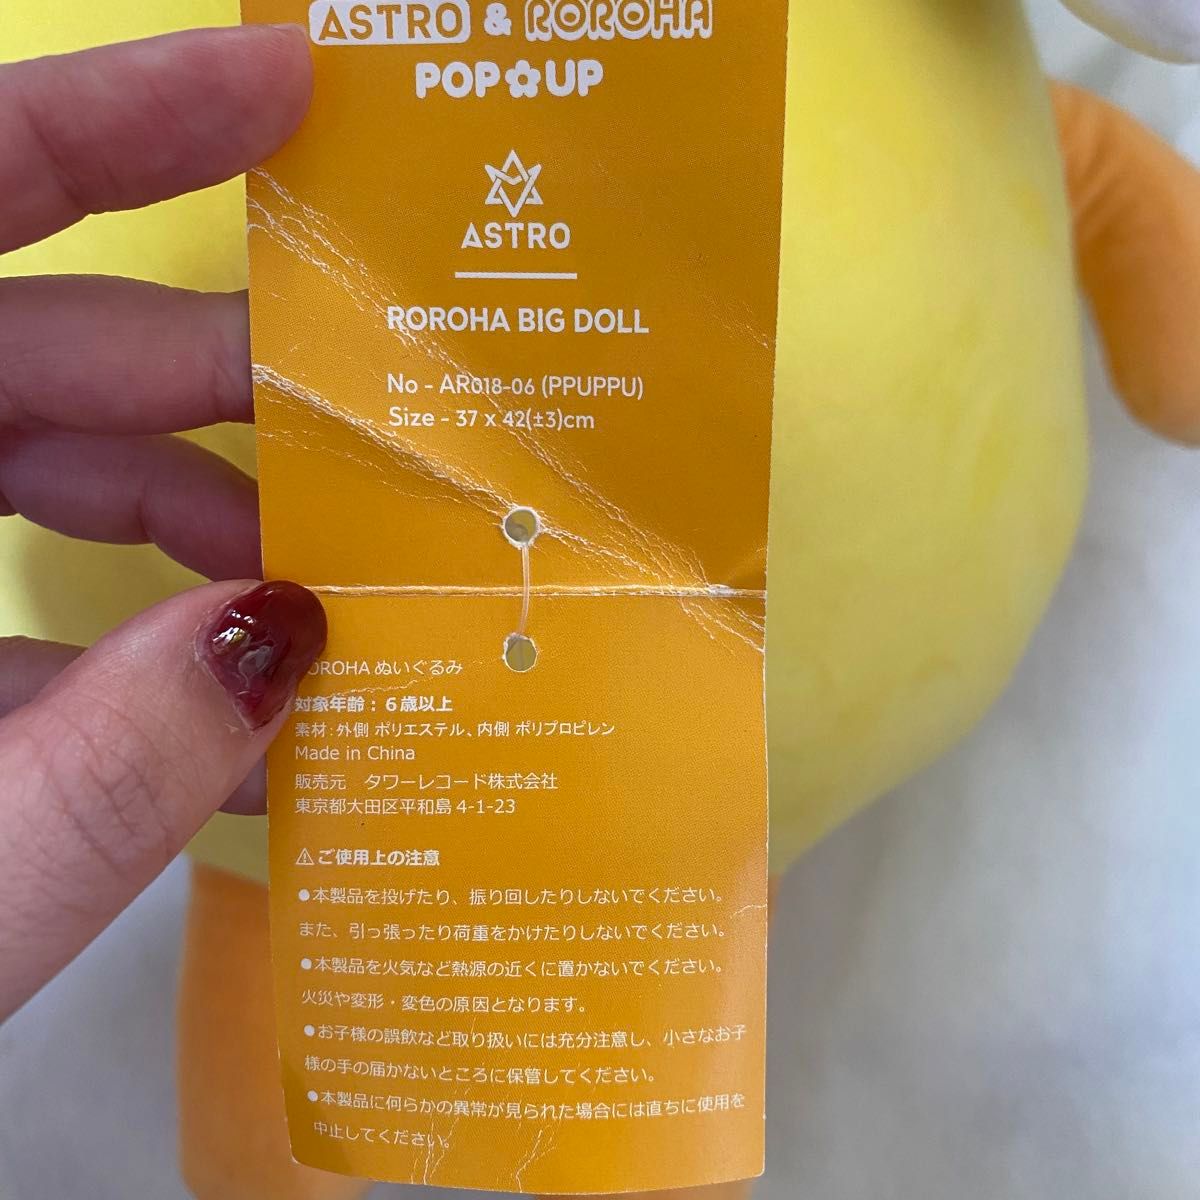 ASTRO & ROROHA
POP UP
ASTRO
ROROHA BIG DOLL
No - AR018-06 (PPUPPU)
Size - 37 x 42(±3)cm
OROHA ぬいぐるみ
対象年齢：６歳以上
素材：外側 ポリエステル、内側 ポリプロピレン
Made in China
販売元　タワーレコード株式会社
東京都大田区平和島 4-1-23
⚠ご使用上の注意
●本製品を投げたり、振り回したりしないでください。
また、引っ張ったり荷重をかけたりしないでください。
●本製品を火気など熱源の近くに置かないでください。
火災や変形・変色の原因となります。
●お子様の誤飲など取り扱いには充分注意し、小さなお子
様の手の届かないところに保管してください。
●本製品に何らかの異常が見られた場合には直ちに使用を
中止してください。